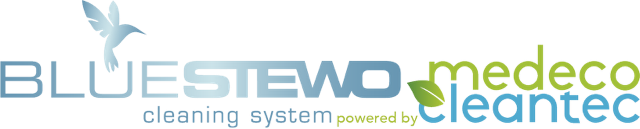 BLUESTEWO
cleaning system powered by
medeco
cleantec